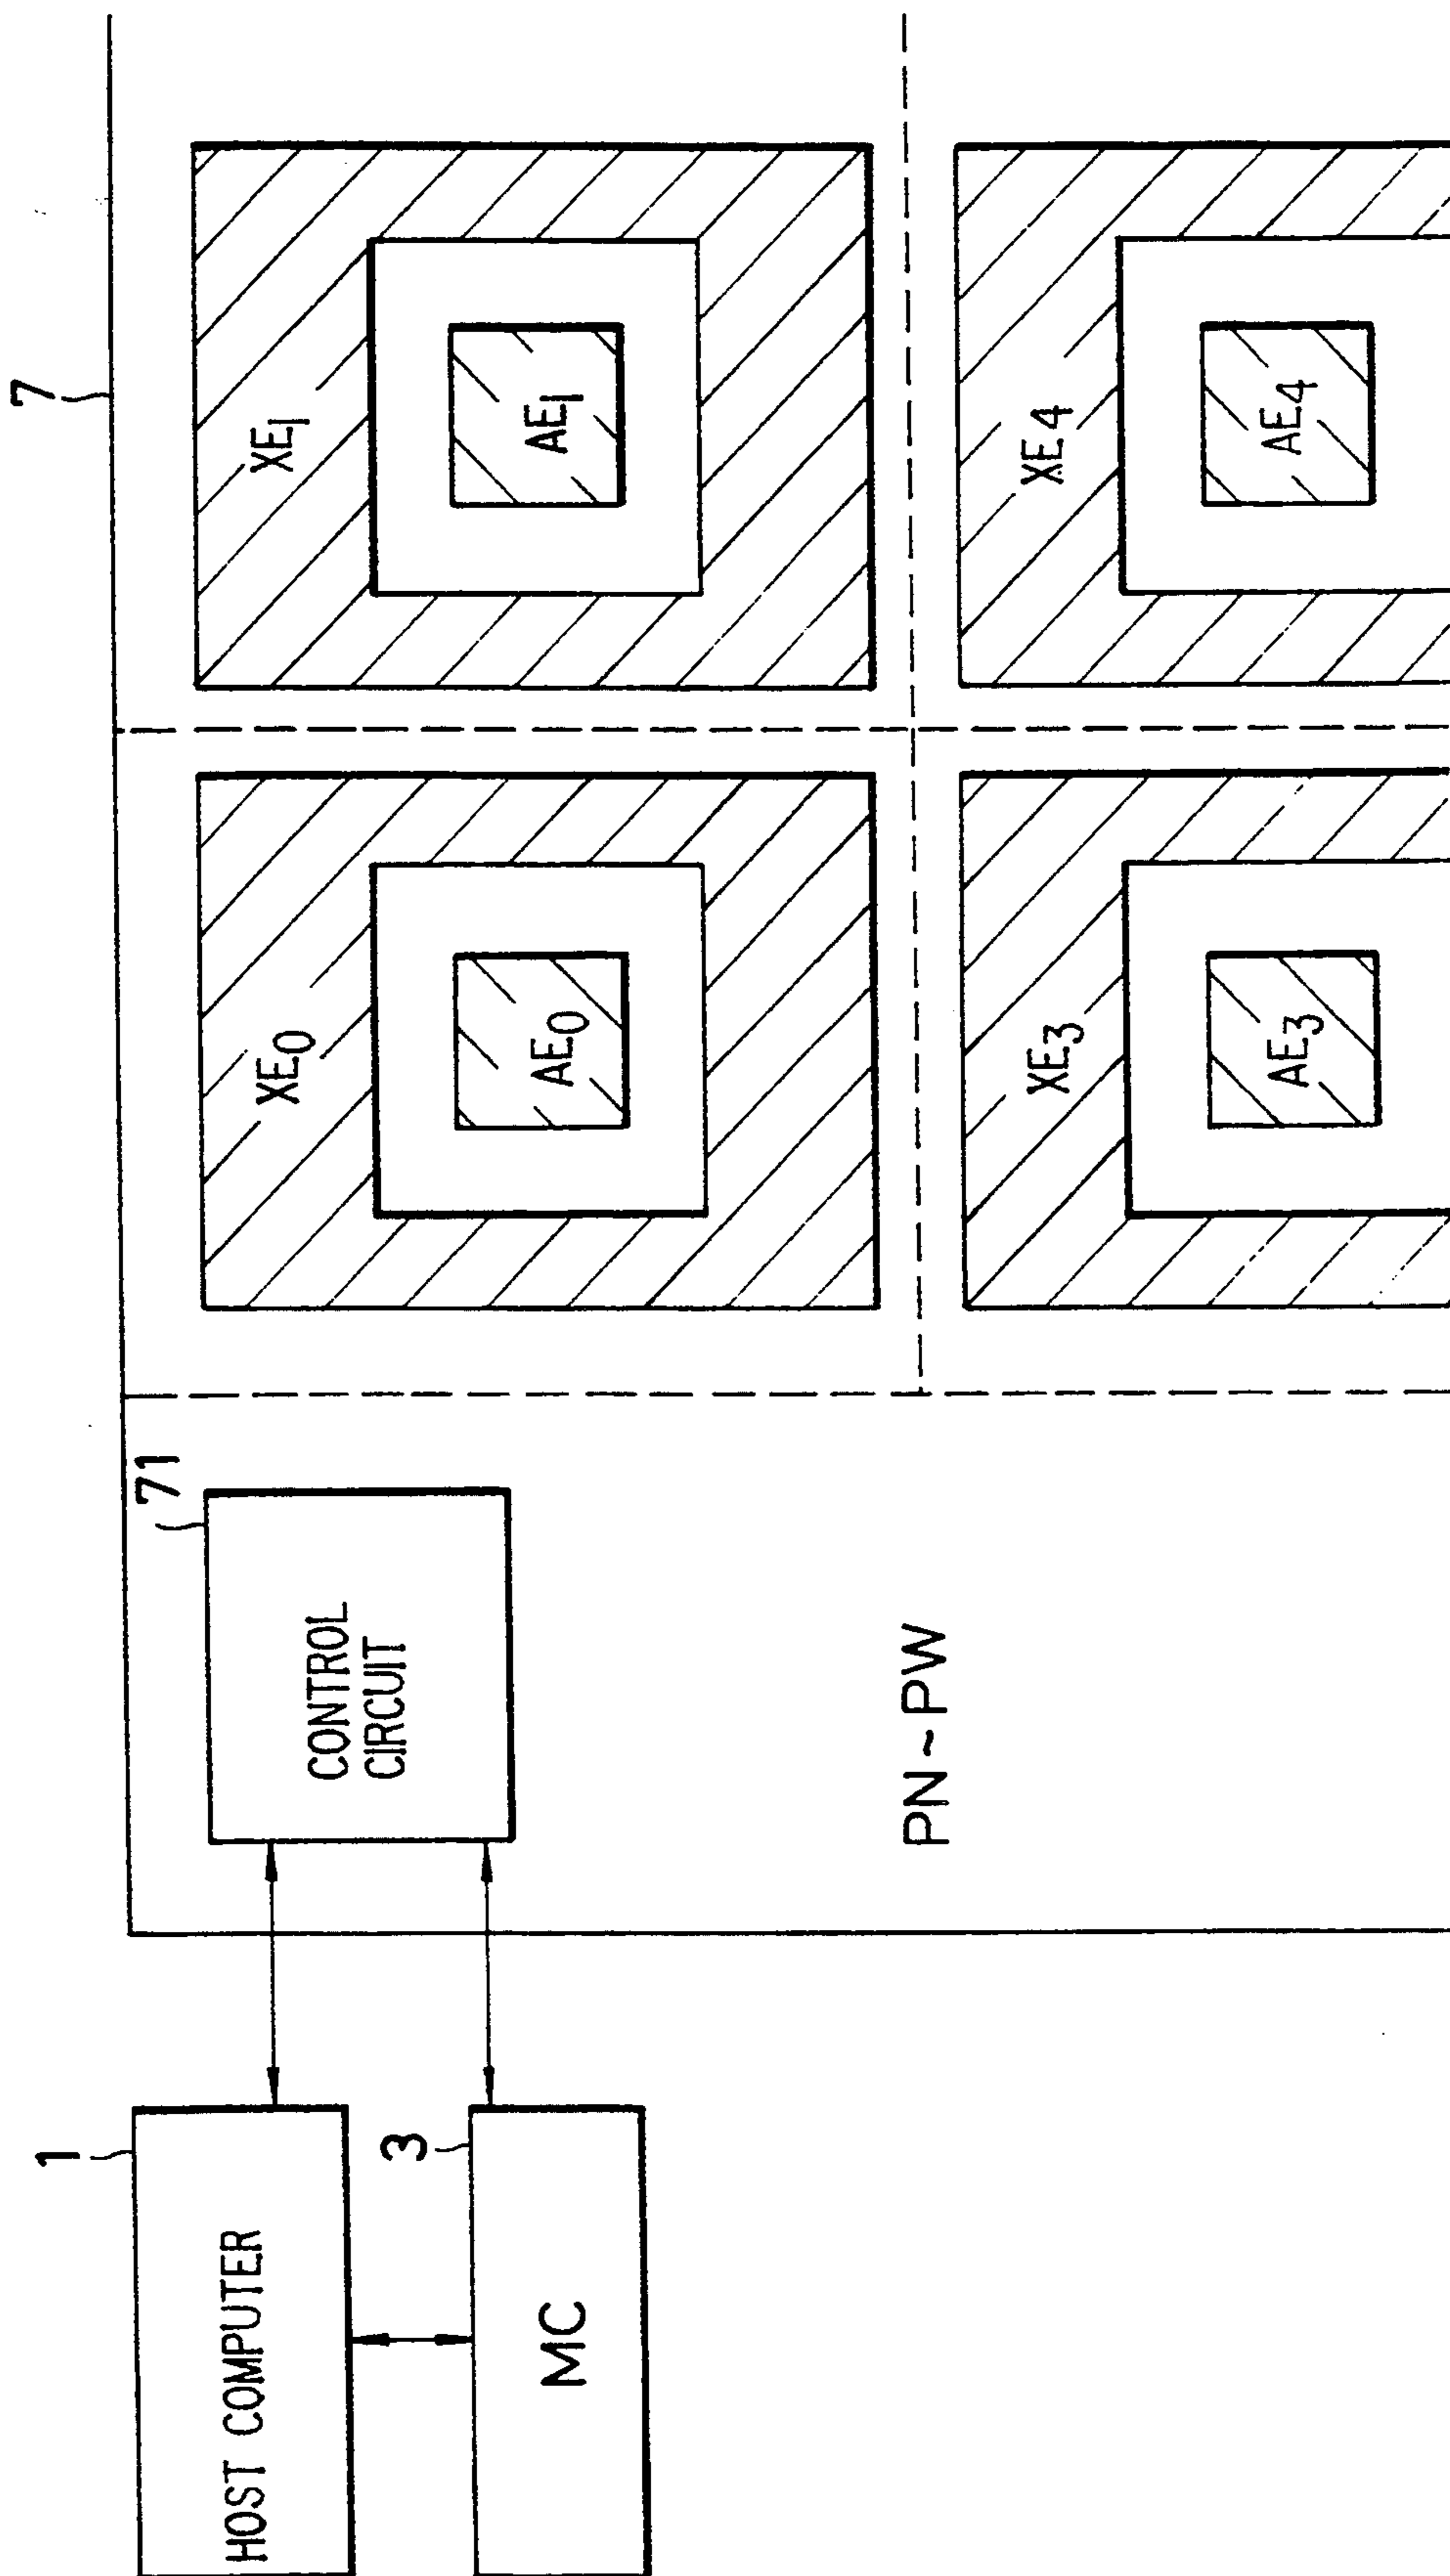 7
XE1
AE1
XE4
AE4
XE0
AE0
XE3
AE3
71
CONTROL
CIRCUIT
PN ~ PW
1
HOST COMPUTER
3
MC